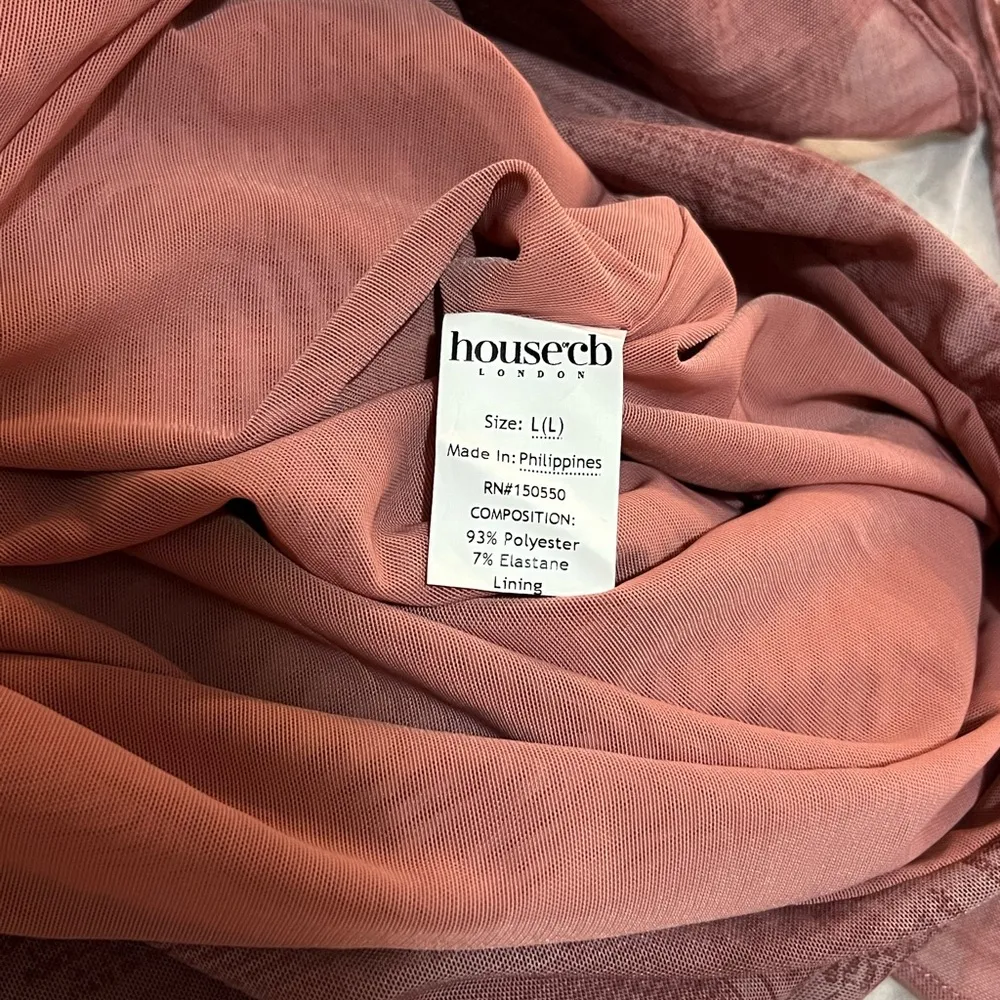 house of cb
LONDON
Size: L(L)
Made In: Philippines
RN#150550
COMPOSITION:
93% Polyester
7% Elastane
Lining